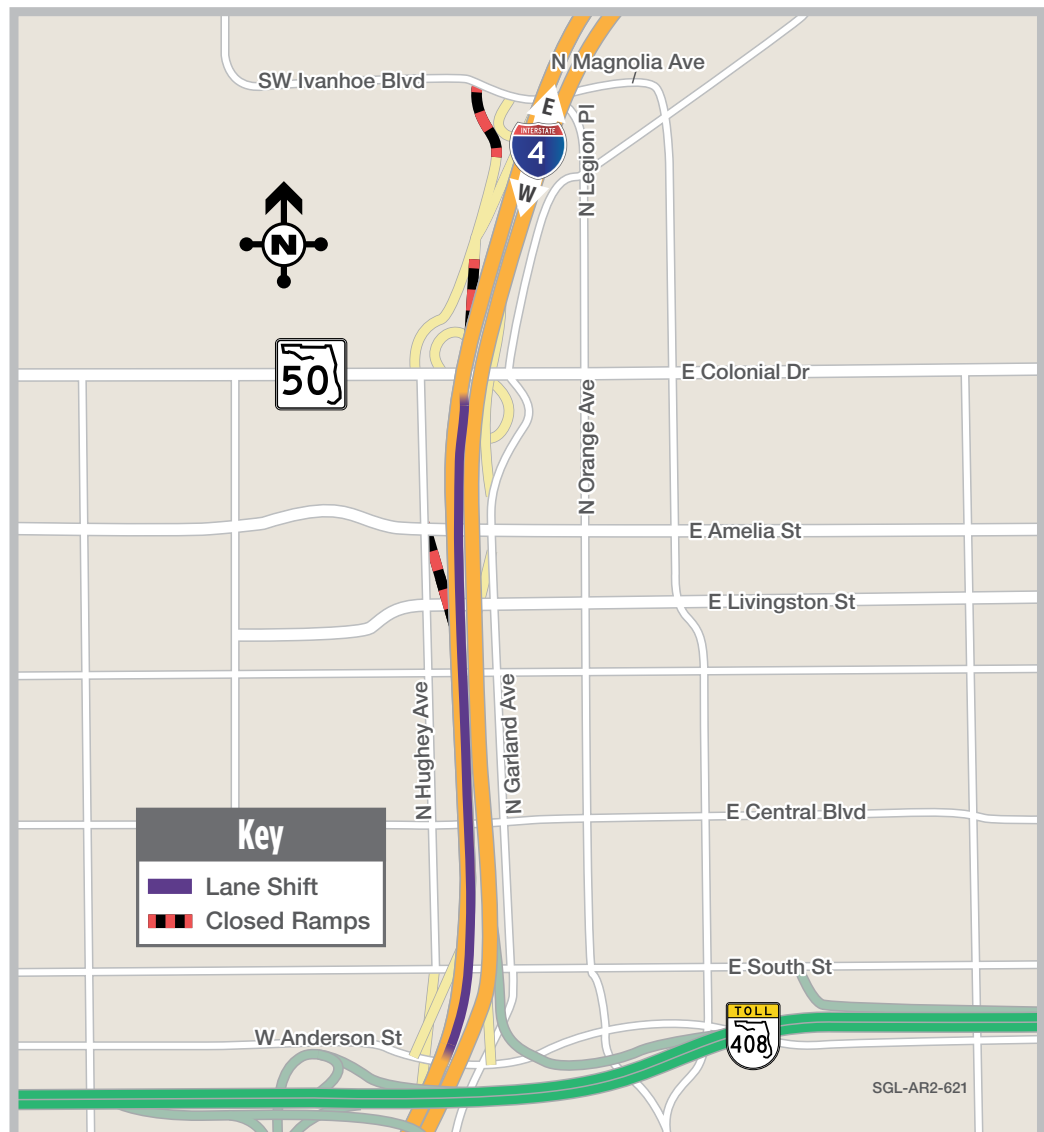 N Magnolia Ave
SW Ivanhoe Blvd
E
INTERSTATE
4
W
N Legion Pl
N
50
E Colonial Dr
N Orange Ave
E Amelia St
E Livingston St
N Hughey Ave
N Garland Ave
E Central Blvd
Key
Lane Shift
Closed Ramps
E South St
TOLL
408
W Anderson St
SGL-AR2-621